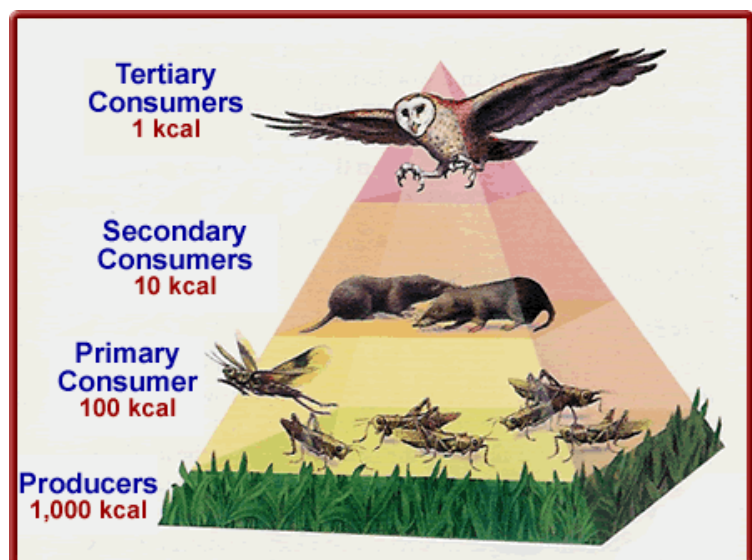 Tertiary
Consumers
1 kcal
Secondary
Consumers
10 kcal
Primary
Consumer
100 kcal
Producers
1,000 kcal